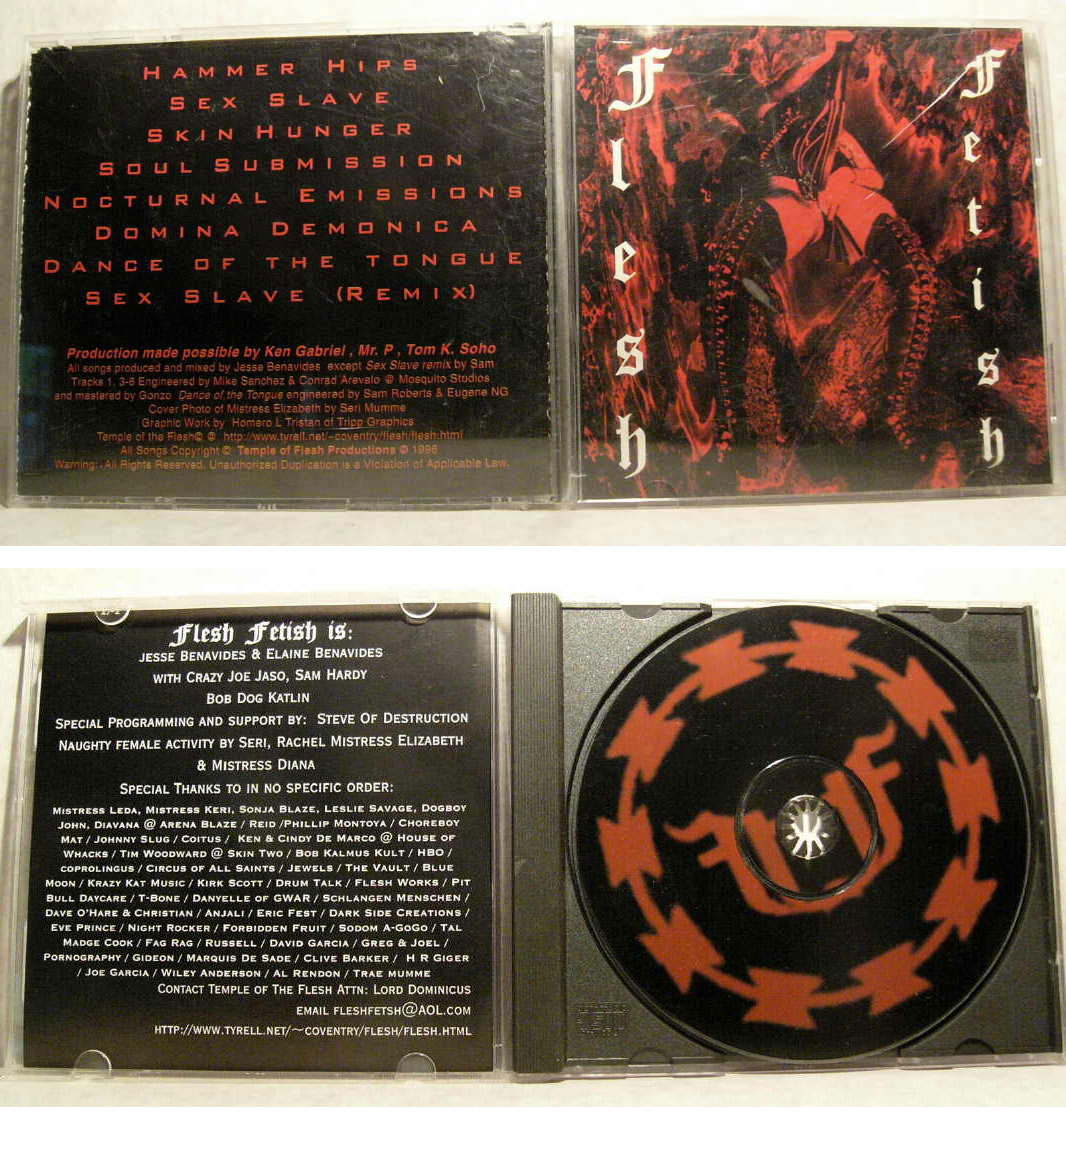 Hammer Hips
Sex Slave
Skin Hunger
Soul Submission
Nocturnal Emissions
Domina Demonica
Dance of the Tongue
Sex Slave (Remix)
Production made possible by Ken Gabriel , Mr. P , Tom K. Soho
All songs produced and mixed by Jesse Benavides except Sex Slave remix by Sam
Tracks 1, 3-6 Engineered by Mike Sanchez & Conrad Arevalo @ Mosquito Studios
and mastered by Gonzo Dance of the Tongue engineered by Sam Roberts & Eugene NG
Cover Photo of Mistress Elizabeth by Seri Mumme
Graphic Work by Homero L Tristan of Tripp Graphics
Temple of the Flesh© @ http://www.tyrell.net/~coventry/flesh/flesh.html
All Songs Copyright © Temple of Flesh Productions @ 1996
Warning: All Rights Reserved. Unauthorized Duplication is a Violation of Applicable Law.
Flesh
Fetish
Flesh Fetish is:
Jesse Benavides & Elaine Benavides
with Crazy Joe Jaso, Sam Hardy
Bob Dog Katlin
Special Programming and support by: Steve Of Destruction
Naughty female activity by Seri, Rachel Mistress Elizabeth
& Mistress Diana
Special Thanks to in no specific order:
Mistress Leda, Mistress Keri, Sonja Blaze, Leslie Savage, Dogboy
John, Diavana @ Arena Blaze / Reid /Phillip Montoya / Choreboy
Mat / Johnny Slug / Coitus / Ken & Cindy De Marco @ House of
Whacks / Tim Woodward @ Skin Two / Bob Kalmus Kult / HBO /
coprolingus / Circus of All Saints / Jewels / The Vault / Blue
Moon / Krazy Kat Music / Kirk Scott / Drum Talk / Flesh Works / Pit
Bull Daycare / T-Bone / Danyelle of GWAR / Schlangen Menschen /
Dave O'Hare & Christian / Anjali / Eric Fest / Dark Side Creations /
Eve Prince / Night Rocker / Forbidden Fruit / Sodom A-GoGo / Tal
Madge Cook / Fag Rag / Russell / David Garcia / Greg & Joel /
Pornography / Gideon / Marquis De Sade / Clive Barker / H R Giger
/ Joe Garcia / Wiley Anderson / Al Rendon / Trae mumme
Contact Temple of The Flesh Attn: Lord Dominicus
email fleshfetsh@aol.com
http://www.tyrell.net/~coventry/flesh/flesh.html
F F